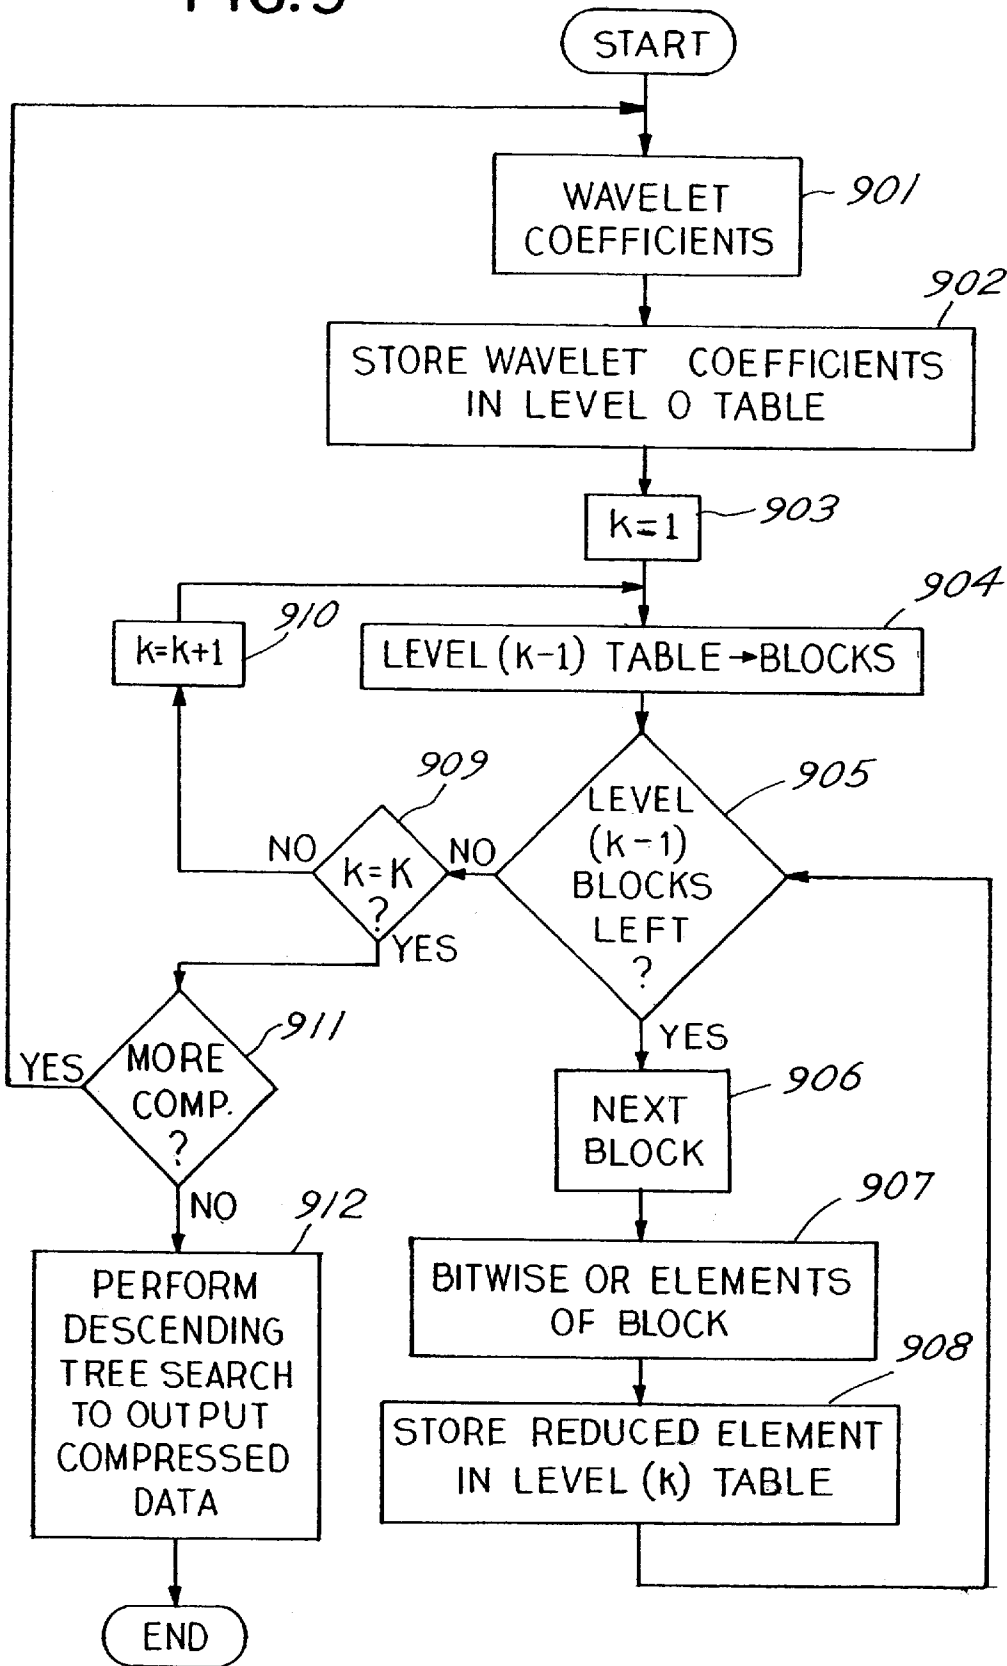 FIG. 9
START
WAVELET
COEFFICIENTS
901
902
STORE WAVELET COEFFICIENTS
IN LEVEL 0 TABLE
k=1
903
904
k=k+1
910
LEVEL (k-1) TABLE→BLOCKS
909
905
LEVEL
(k-1)
BLOCKS
LEFT
?
NO
k=K
?
NO
YES
911
YES
MORE
COMP.
?
YES
906
NEXT
BLOCK
NO
912
907
PERFORM
DESCENDING
TREE SEARCH
TO OUTPUT
COMPRESSED
DATA
BITWISE OR ELEMENTS
OF BLOCK
908
STORE REDUCED ELEMENT
IN LEVEL (k) TABLE
END